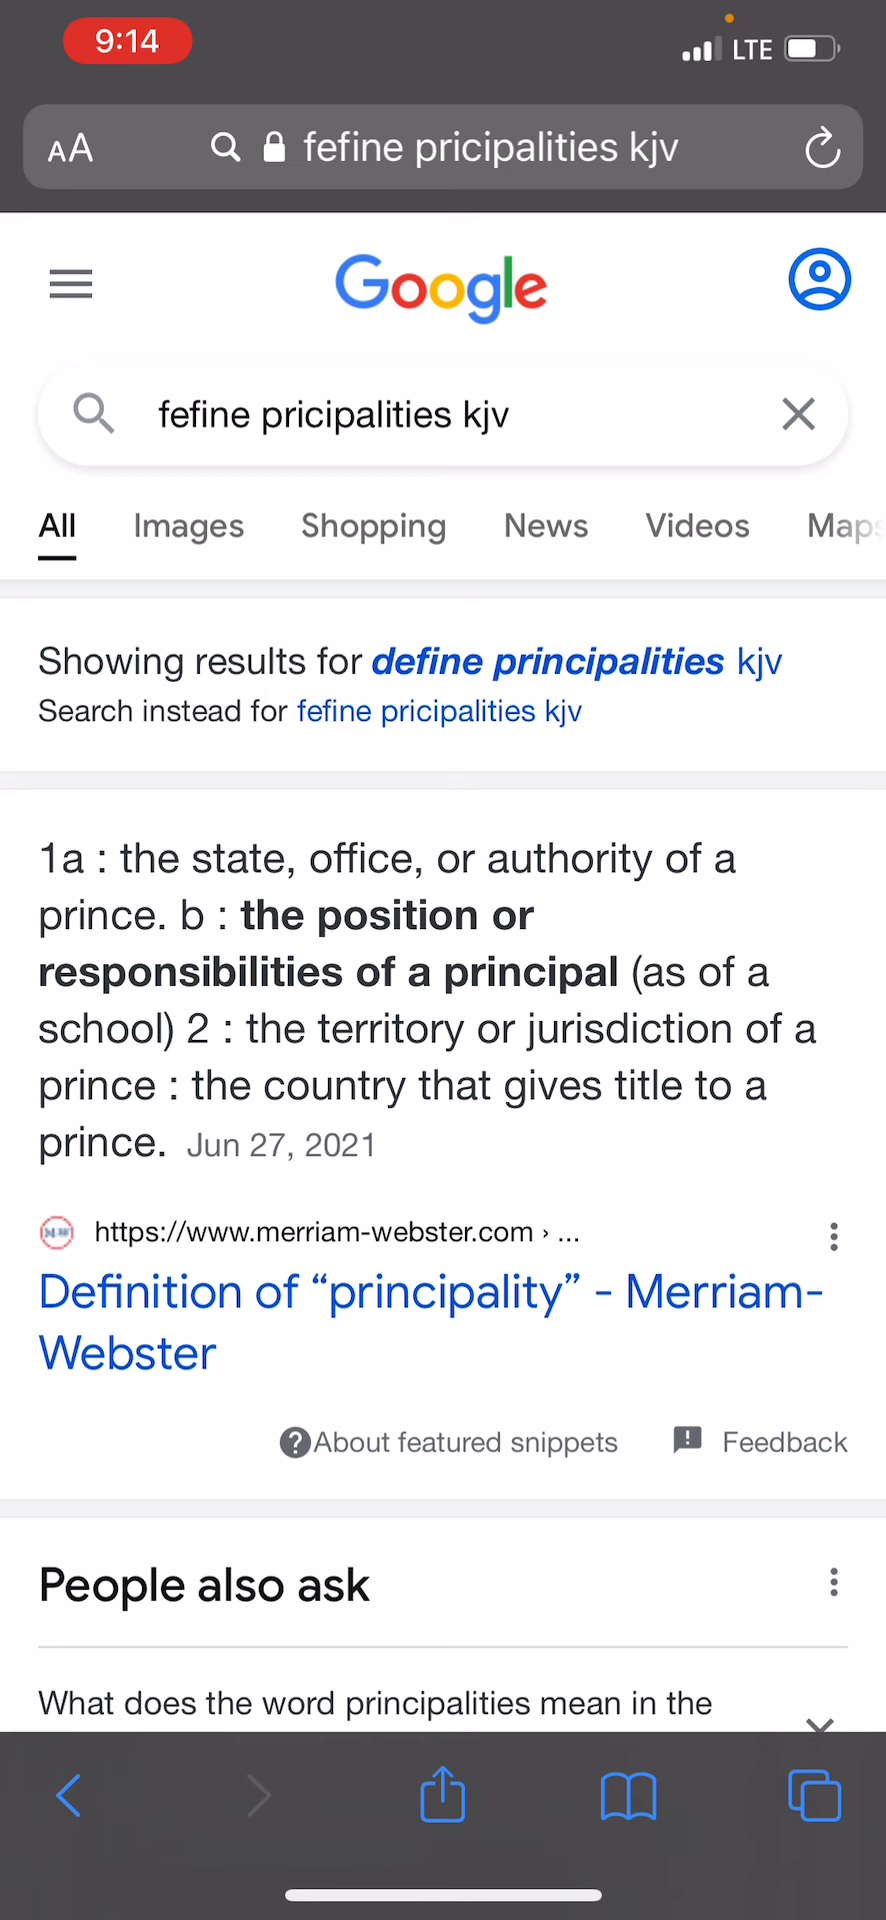 9:14
LTE
AA fefine pricipalities kjv
Google
fefine pricipalities kjv
All Images Shopping News Videos Maps
Showing results for define principalities kjv
Search instead for fefine pricipalities kjv
1a : the state, office, or authority of a
prince. b : the position or
responsibilities of a principal (as of a
school) 2 : the territory or jurisdiction of a
prince : the country that gives title to a
prince. Jun 27, 2021
https://www.merriam-webster.com › ...
Definition of “principality” - Merriam-
Webster
About featured snippets Feedback
People also ask
What does the word principalities mean in the